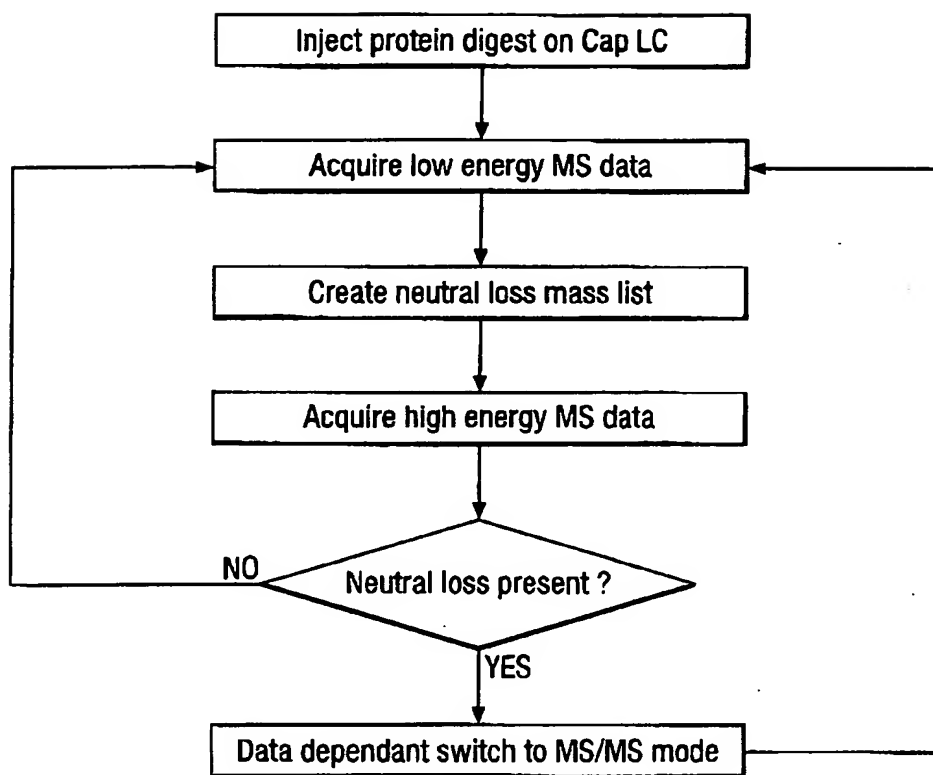 Inject protein digest on Cap LC
Acquire low energy MS data
Create neutral loss mass list
Acquire high energy MS data
NO
Neutral loss present ?
YES
Data dependant switch to MS/MS mode